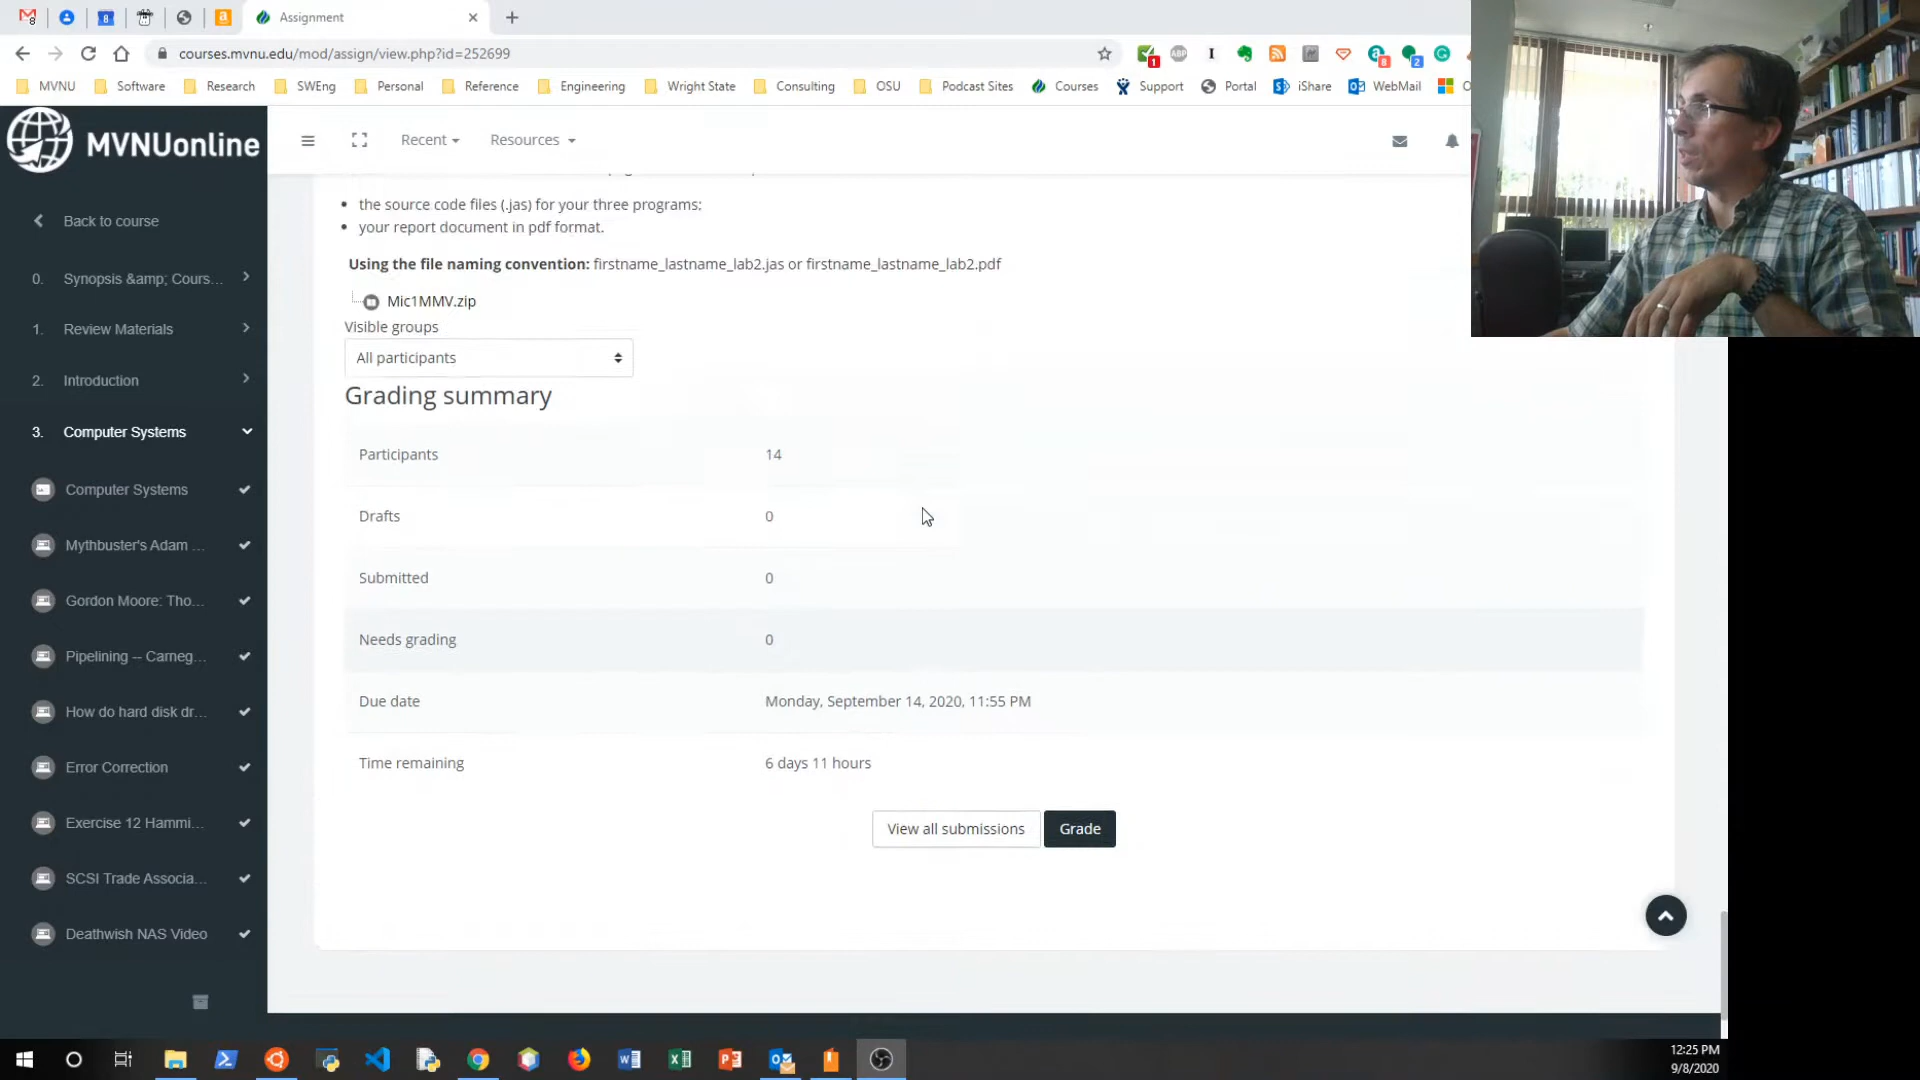 Assignment
courses.mvnu.edu/mod/assign/view.php?id=252699
MVNU Software Research SWEng Personal Reference Engineering Wright State Consulting OSU Podcast Sites Courses Support Portal iShare WebMail
MVNUonline
Recent Resources
Back to course
0. Synopsis &amp; Cours...
1. Review Materials
2. Introduction
3. Computer Systems
Computer Systems
Mythbuster's Adam ...
Gordon Moore: Tho...
Pipelining -- Carneg...
How do hard disk dr...
Error Correction
Exercise 12 Hammi...
SCSI Trade Associa...
Deathwish NAS Video
the source code files (.jas) for your three programs;
your report document in pdf format.
Using the file naming convention: firstname_lastname_lab2.jas or firstname_lastname_lab2.pdf
Mic1MMV.zip
Visible groups
All participants
Grading summary
Participants 14
Drafts 0
Submitted 0
Needs grading 0
Due date Monday, September 14, 2020, 11:55 PM
Time remaining 6 days 11 hours
View all submissions Grade
12:25 PM
9/8/2020